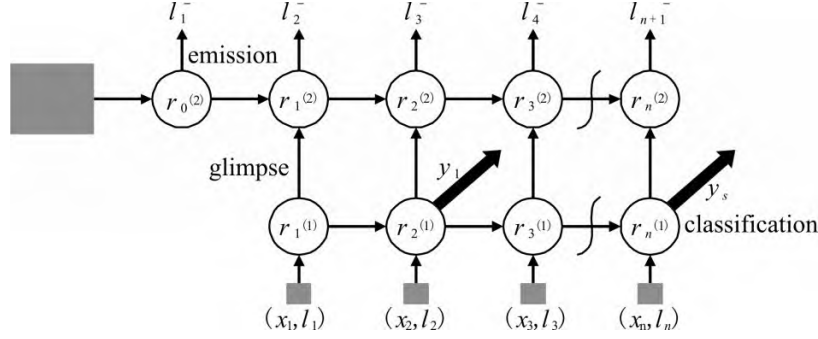 l₁⁻ l₂⁻ l₃⁻ l₄⁻ lₙ₊₁⁻
emission
r₀⁽²⁾ r₁⁽²⁾ r₂⁽²⁾ r₃⁽²⁾ rₙ⁽²⁾
glimpse
y₁
yₛ
r₁⁽¹⁾ r₂⁽¹⁾ r₃⁽¹⁾ rₙ⁽¹⁾
classification
(x₁,l₁) (x₂,l₂) (x₃,l₃) (xₙ,lₙ)